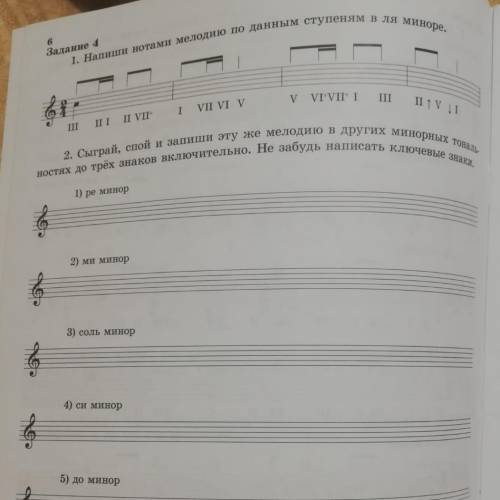 6
Задание 4
1. Напиши нотами мелодию по данным ступеням в ля миноре.
2
4
III II I II VII♯ I VII VI V V VI♯VII♯ I III II ↑ V ↓ I
2. Сыграй, спой и запиши эту же мелодию в других минорных тональ-
ностях до трёх знаков включительно. Не забудь написать ключевые знаки.
1) ре минор
2) ми минор
3) соль минор
4) си минор
5) до минор